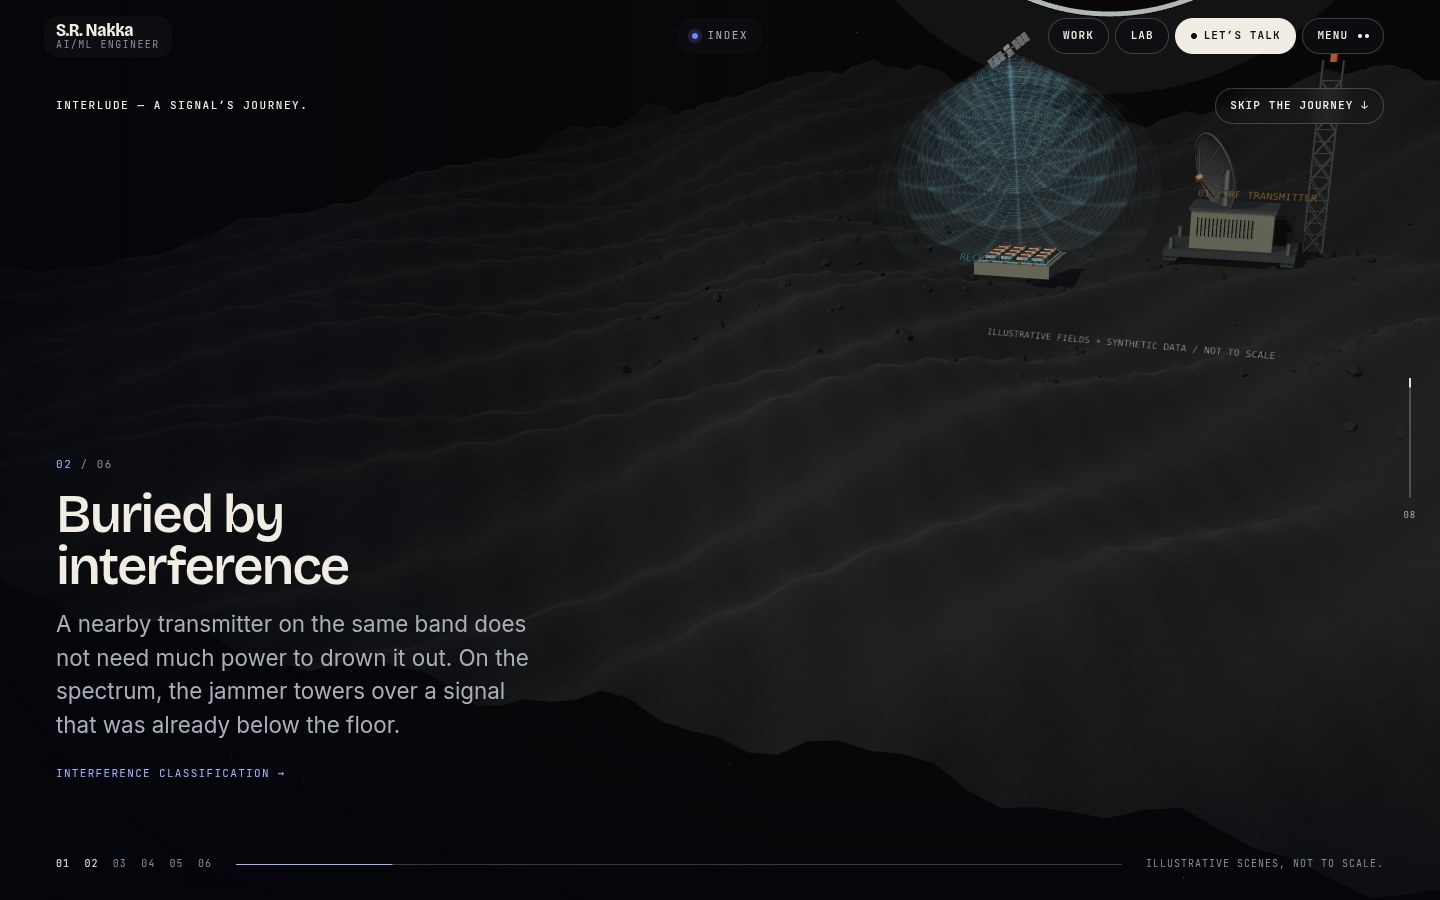 S.R. Nakka
AI/ML ENGINEER
INDEX
WORK
LAB
LET'S TALK
MENU
INTERLUDE — A SIGNAL'S JOURNEY.
SKIP THE JOURNEY ↓
RF TRANSMITTER
ILLUSTRATIVE FIELDS + SYNTHETIC DATA / NOT TO SCALE
08
02 / 06
Buried by
interference
A nearby transmitter on the same band does
not need much power to drown it out. On the
spectrum, the jammer towers over a signal
that was already below the floor.
INTERFERENCE CLASSIFICATION →
01 02 03 04 05 06
ILLUSTRATIVE SCENES, NOT TO SCALE.